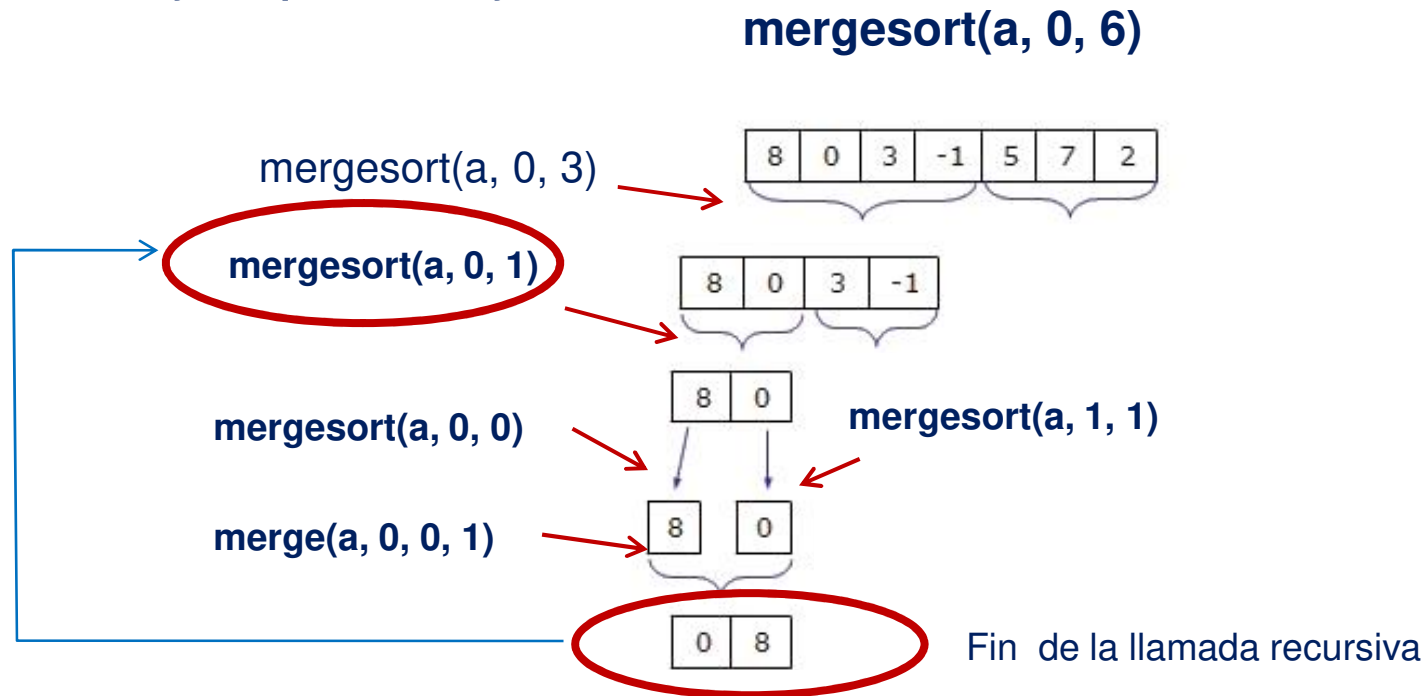 mergesort(a, 0, 6)
8 0 3 -1 5 7 2
mergesort(a, 0, 3)
mergesort(a, 0, 1)
8 0 3 -1
8 0
mergesort(a, 0, 0)
mergesort(a, 1, 1)
8 0
merge(a, 0, 0, 1)
0 8
Fin de la llamada recursiva